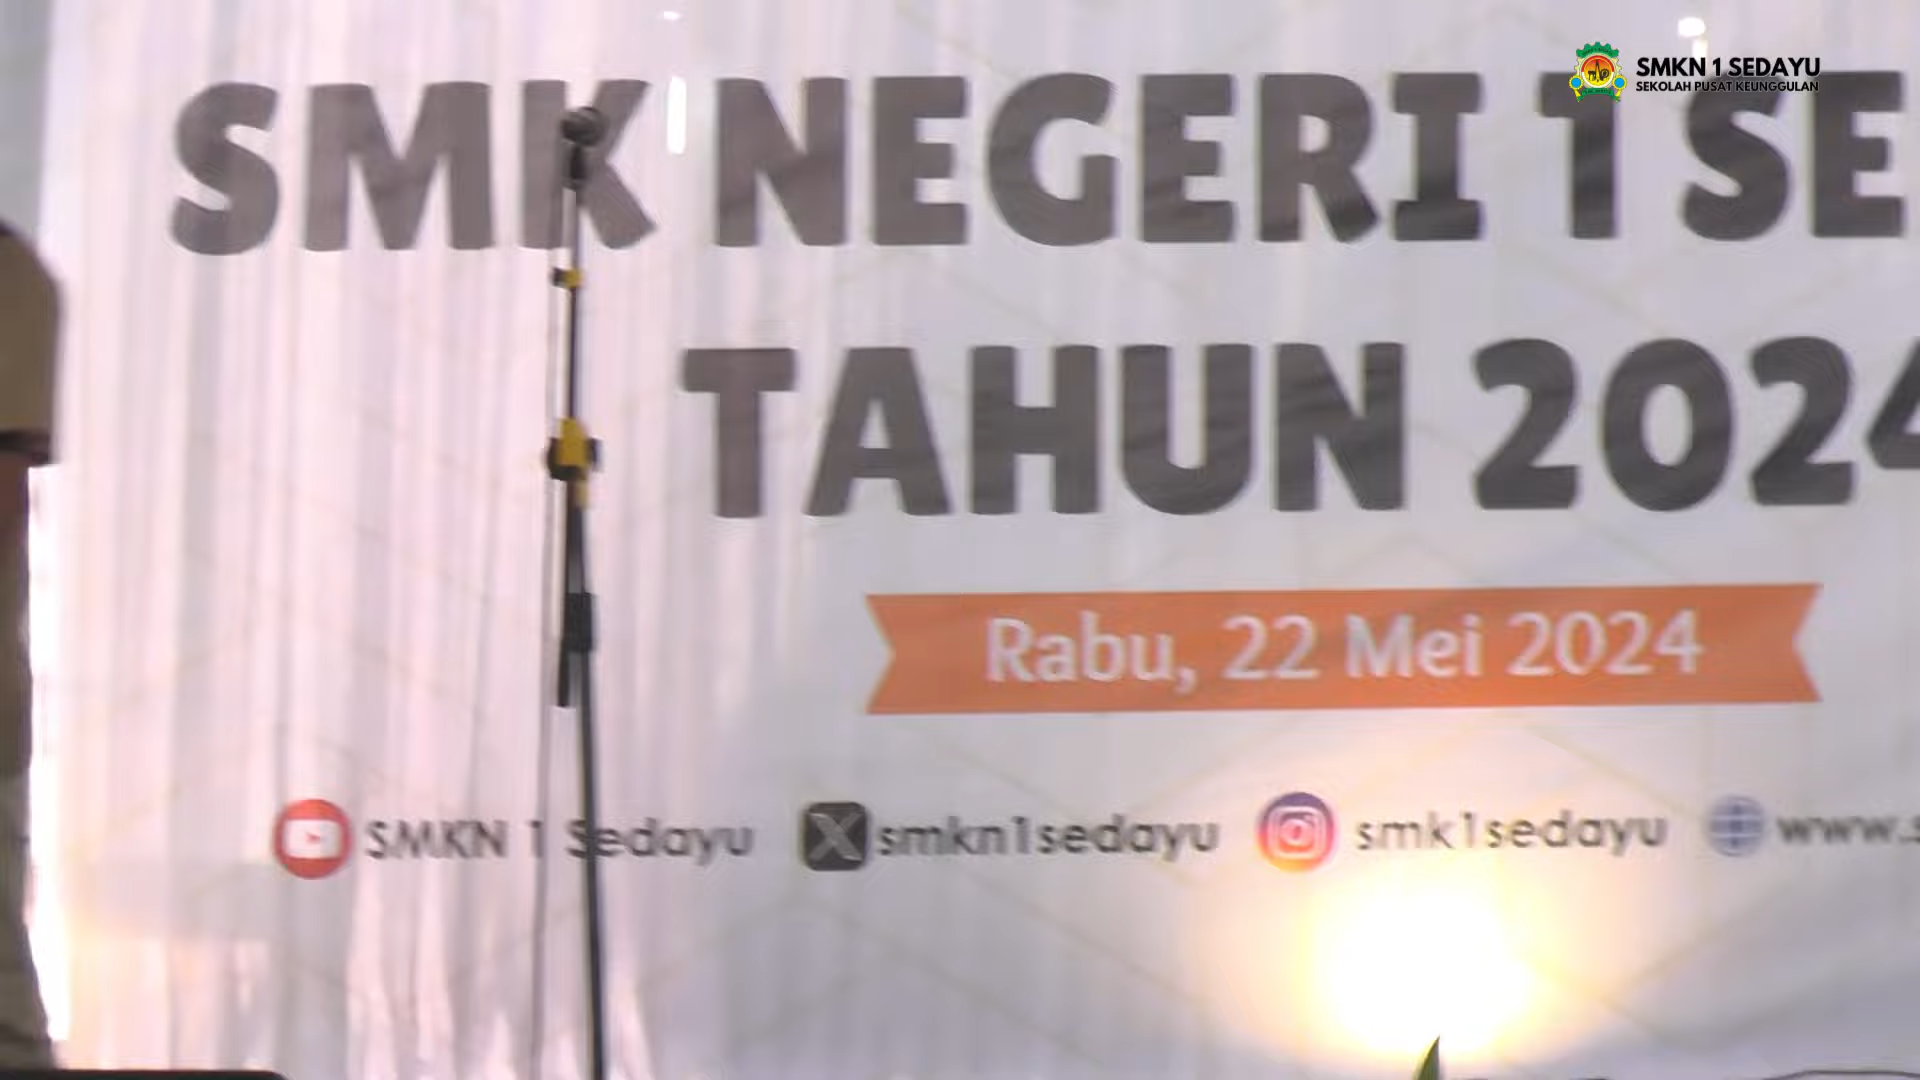 SMKN 1 SEDAYU
SEKOLAH PUSAT KEUNGGULAN
SMK NEGERI 1 SE
TAHUN 2024
Rabu, 22 Mei 2024
SMKN 1 Sedayu smkn1sedayu smk1sedayu www.s